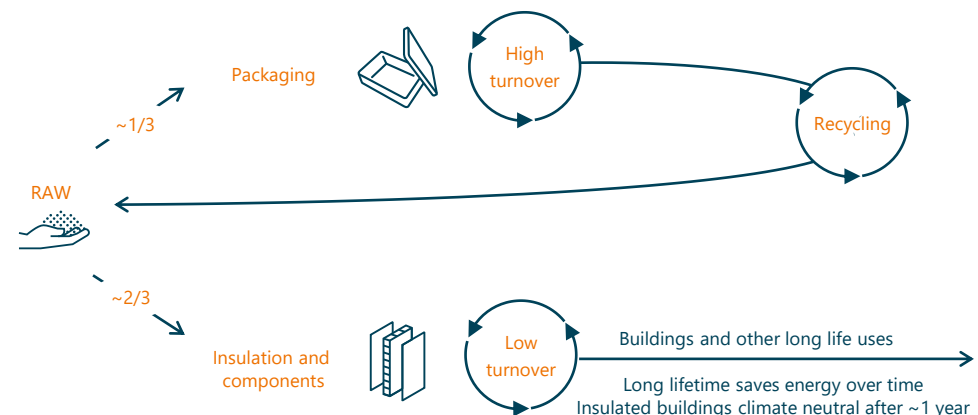 Packaging
High
turnover
~1/3
Recycling
RAW
~2/3
Insulation and
components
Low
turnover
Buildings and other long life uses
Long lifetime saves energy over time
Insulated buildings climate neutral after ~1 year